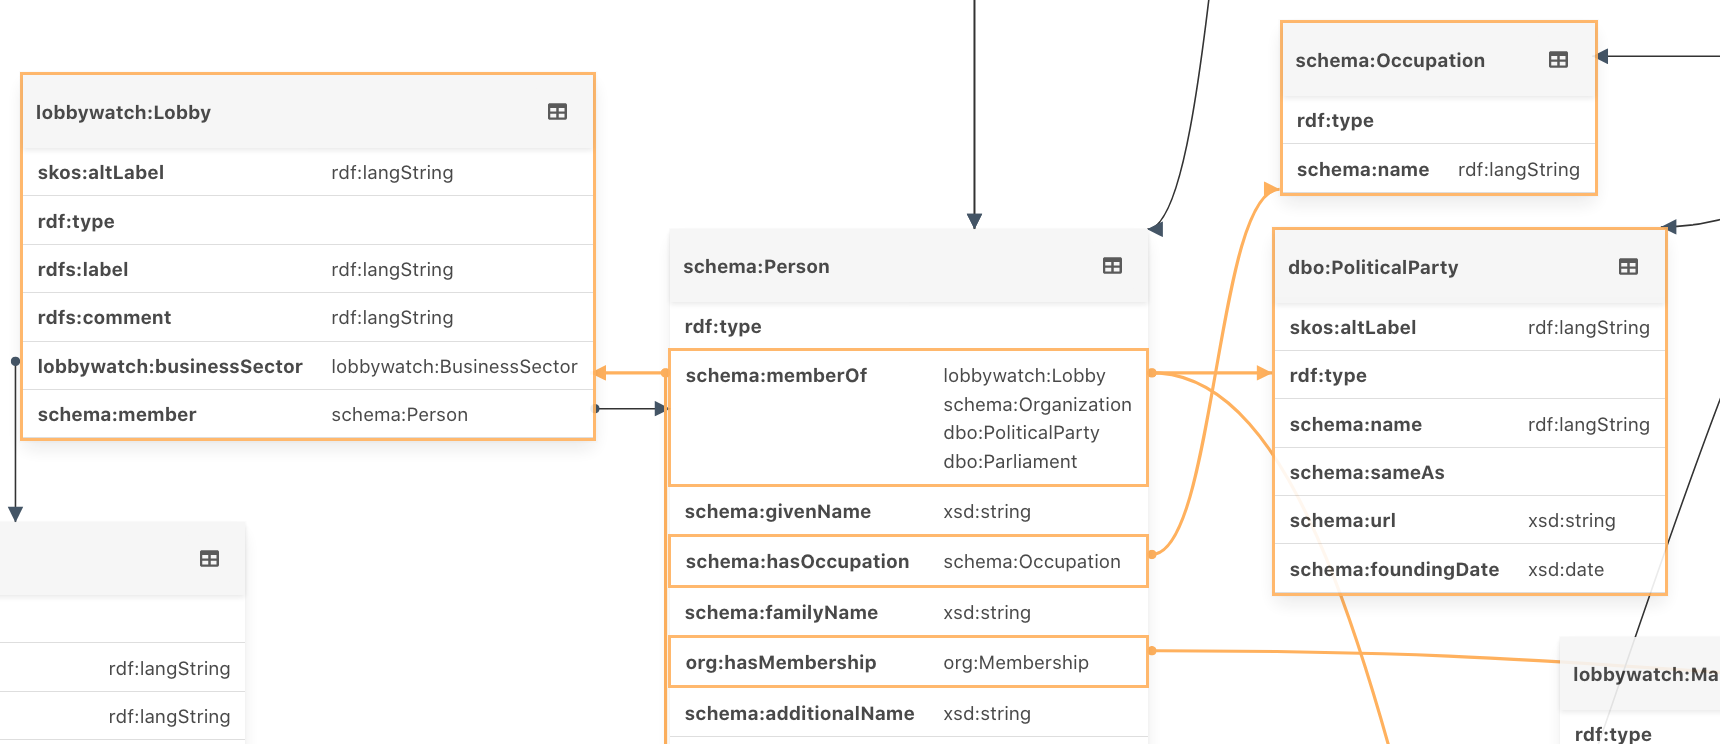 lobbywatch:Lobby
skos:altLabel rdf:langString
rdf:type
rdfs:label rdf:langString
rdfs:comment rdf:langString
lobbywatch:businessSector lobbywatch:BusinessSector
schema:member schema:Person
rdf:langString
rdf:langString
schema:Person
rdf:type
schema:memberOf lobbywatch:Lobby
schema:Organization
dbo:PoliticalParty
dbo:Parliament
schema:givenName xsd:string
schema:hasOccupation schema:Occupation
schema:familyName xsd:string
org:hasMembership org:Membership
schema:additionalName xsd:string
schema:Occupation
rdf:type
schema:name rdf:langString
dbo:PoliticalParty
skos:altLabel rdf:langString
rdf:type
schema:name rdf:langString
schema:sameAs
schema:url xsd:string
schema:foundingDate xsd:date
lobbywatch:Ma
rdf:type